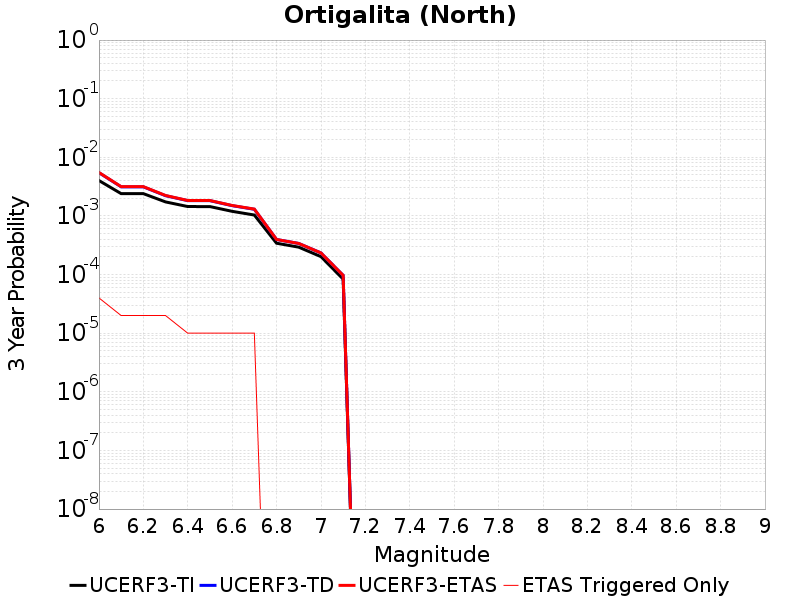 Ortigalita (North)
10^0
10^-1
10^-2
10^-3
10^-4
10^-5
10^-6
10^-7
10^-8
3 Year Probability
6 6.2 6.4 6.6 6.8 7 7.2 7.4 7.6 7.8 8 8.2 8.4 8.6 8.8 9
Magnitude
UCERF3-TI UCERF3-TD UCERF3-ETAS ETAS Triggered Only